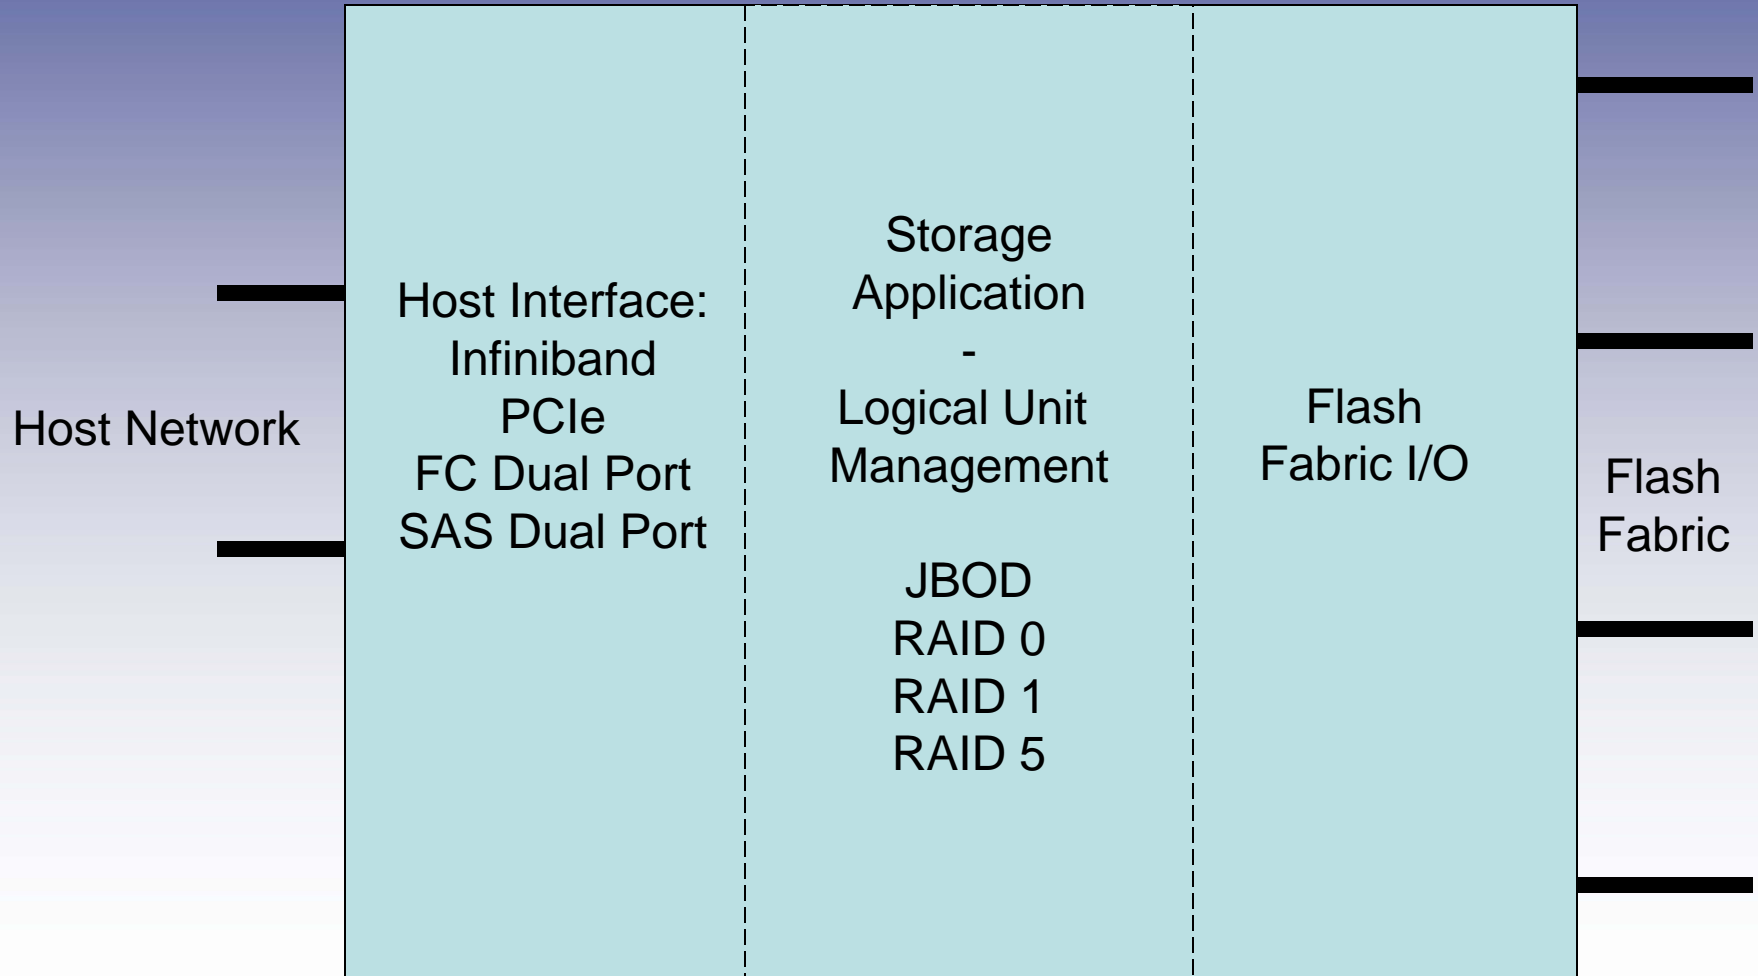 Host Network
Host Interface:
Infiniband
PCIe
FC Dual Port
SAS Dual Port
Storage
Application
-
Logical Unit
Management
JBOD
RAID 0
RAID 1
RAID 5
Flash
Fabric I/O
Flash
Fabric